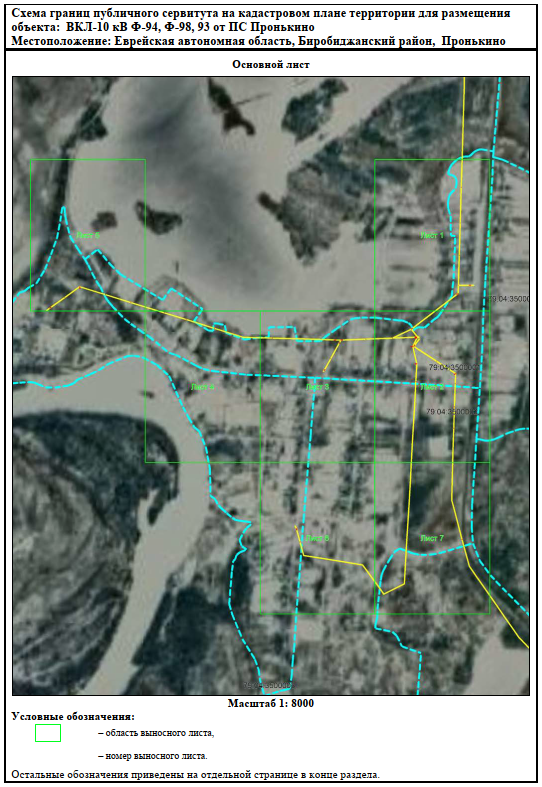 Схема границ публичного сервитута на кадастровом плане территории для размещения
объекта: ВКЛ-10 кВ Ф-94, Ф-98, 93 от ПС Пронькино
Местоположение: Еврейская автономная область, Биробиджанский район, Пронькино
Основной лист
Лист 6
Лист 1
Лист 3
Лист 5
Лист 7
Масштаб 1: 8000
Условные обозначения:
– область выносного листа,
– номер выносного листа.
Остальные обозначения приведены на отдельной странице в конце раздела.